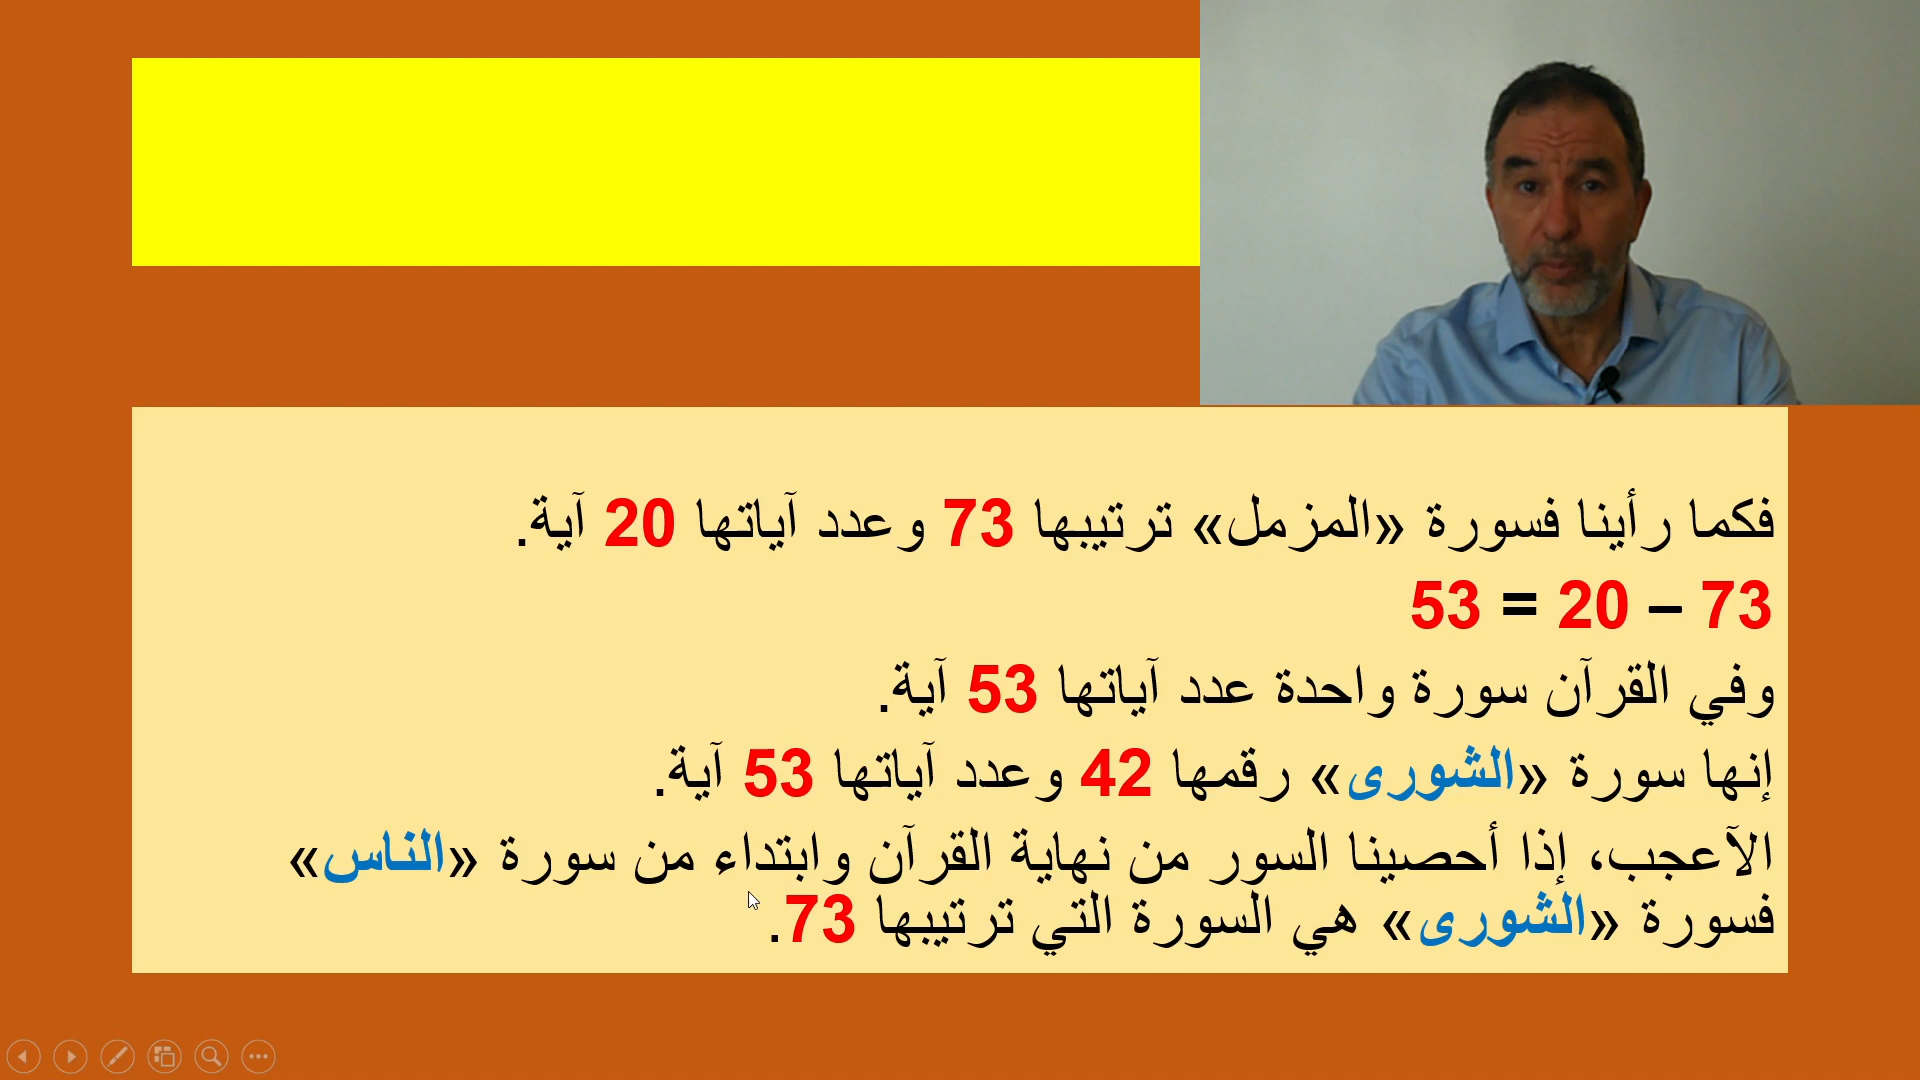 فكما رأينا فسورة «المزمل» ترتيبها 73 وعدد آياتها 20 آية.
73 – 20 = 53
وفي القرآن سورة واحدة عدد آياتها 53 آية.
إنها سورة «الشورى» رقمها 42 وعدد آياتها 53 آية.
الآعجب، إذا أحصينا السور من نهاية القرآن وابتداء من سورة «الناس»
فسورة «الشورى» هي السورة التي ترتيبها 73.